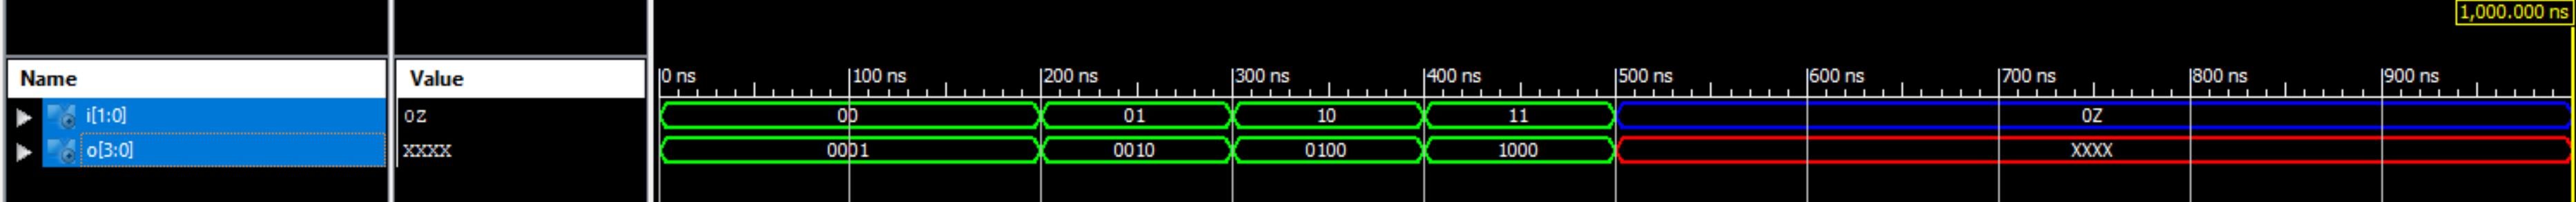 1,000.000 ns
Name Value 0 ns 100 ns 200 ns 300 ns 400 ns 500 ns 600 ns 700 ns 800 ns 900 ns
i[1:0] 0Z 00 01 10 11 0Z
o[3:0] XXXX 0001 0010 0100 1000 XXXX